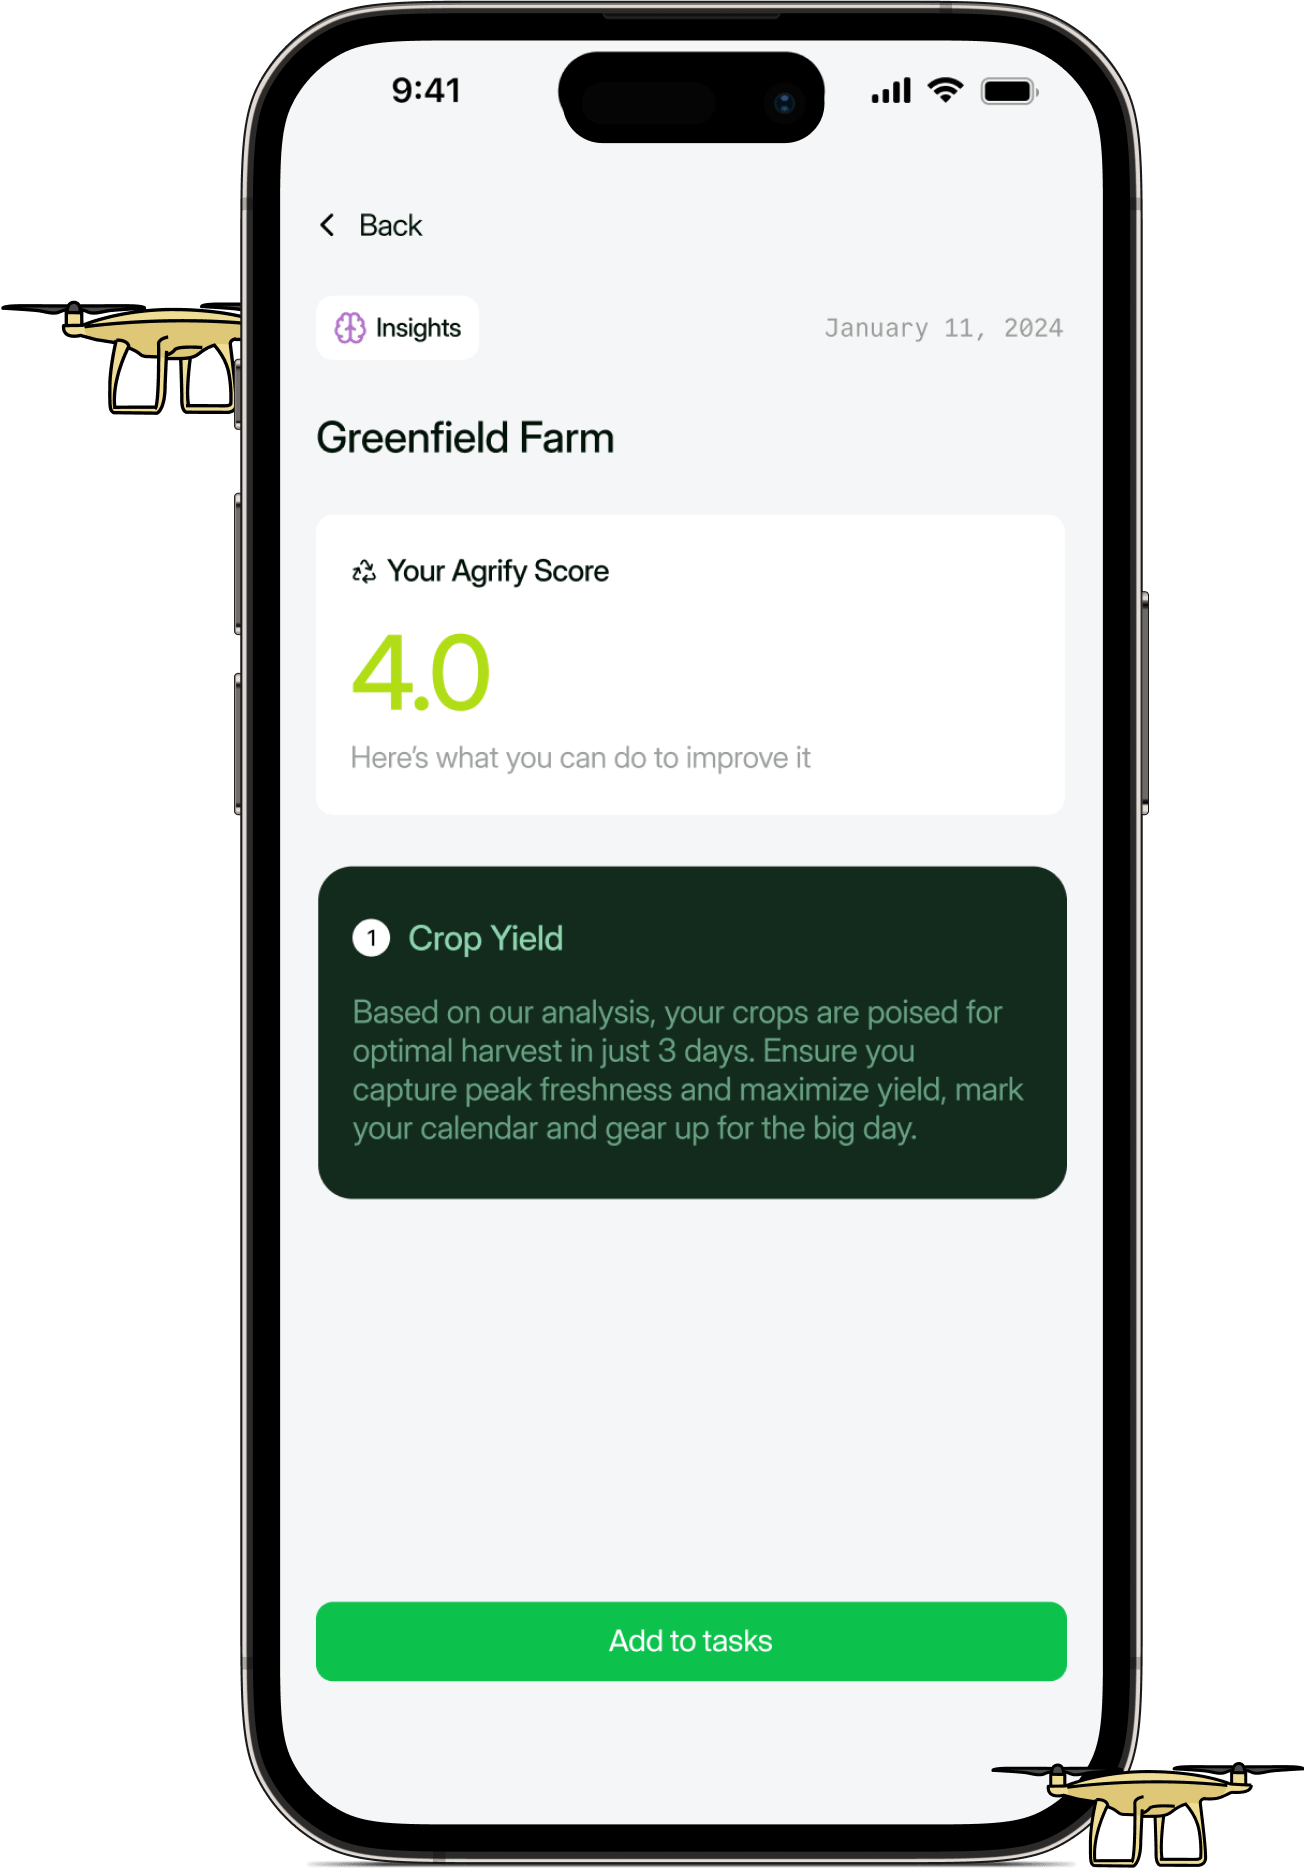 9:41
Back
Insights
January 11, 2024
Greenfield Farm
Your Agrify Score
4.0
Here's what you can do to improve it
1 Crop Yield
Based on our analysis, your crops are poised for
optimal harvest in just 3 days. Ensure you
capture peak freshness and maximize yield, mark
your calendar and gear up for the big day.
Add to tasks